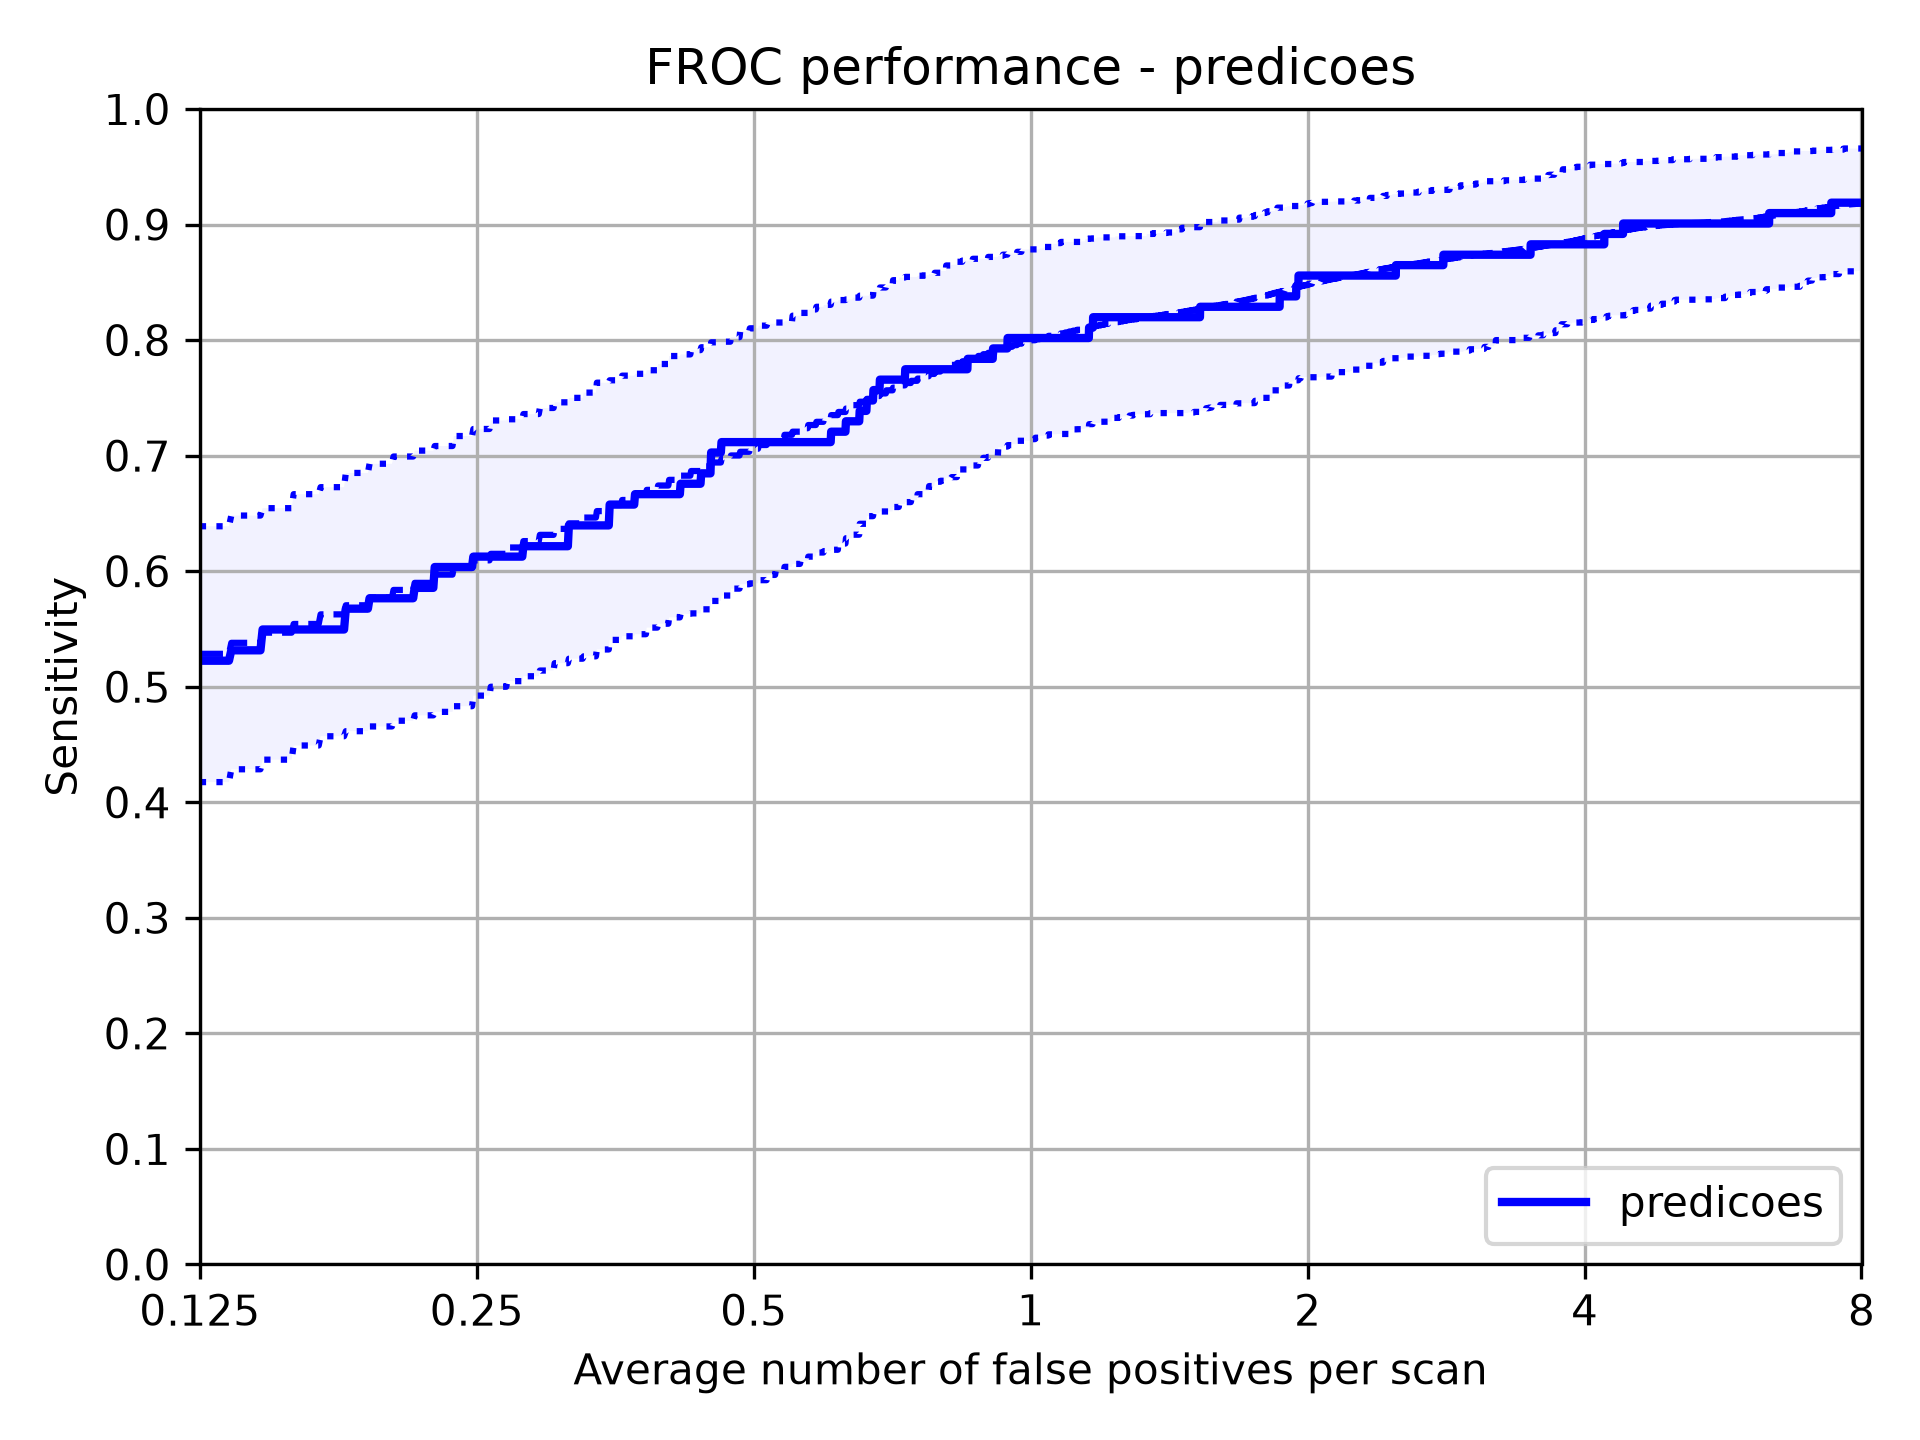 FROC performance - predicoes
1.0
0.9
0.8
0.7
0.6
0.5
0.4
0.3
0.2
0.1
0.0
Sensitivity
predicoes
0.125 0.25 0.5 1 2 4 8
Average number of false positives per scan